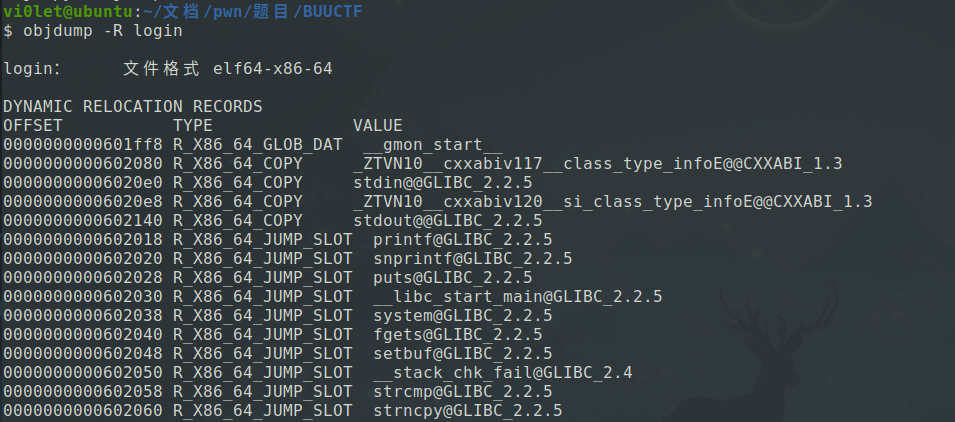 vi0let@ubuntu:~/文档/pwn/题目/BUUCTF
$ objdump -R login
login:     文件格式 elf64-x86-64
DYNAMIC RELOCATION RECORDS
OFFSET           TYPE              VALUE
0000000000601ff8 R_X86_64_GLOB_DAT  __gmon_start__
0000000000602080 R_X86_64_COPY     _ZTVN10__cxxabiv117__class_type_infoE@@CXXABI_1.3
00000000006020e0 R_X86_64_COPY     stdin@@GLIBC_2.2.5
00000000006020e8 R_X86_64_COPY     _ZTVN10__cxxabiv120__si_class_type_infoE@@CXXABI_1.3
0000000000602140 R_X86_64_COPY     stdout@@GLIBC_2.2.5
0000000000602018 R_X86_64_JUMP_SLOT  printf@GLIBC_2.2.5
0000000000602020 R_X86_64_JUMP_SLOT  snprintf@GLIBC_2.2.5
0000000000602028 R_X86_64_JUMP_SLOT  puts@GLIBC_2.2.5
0000000000602030 R_X86_64_JUMP_SLOT  __libc_start_main@GLIBC_2.2.5
0000000000602038 R_X86_64_JUMP_SLOT  system@GLIBC_2.2.5
0000000000602040 R_X86_64_JUMP_SLOT  fgets@GLIBC_2.2.5
0000000000602048 R_X86_64_JUMP_SLOT  setbuf@GLIBC_2.2.5
0000000000602050 R_X86_64_JUMP_SLOT  __stack_chk_fail@GLIBC_2.4
0000000000602058 R_X86_64_JUMP_SLOT  strcmp@GLIBC_2.2.5
0000000000602060 R_X86_64_JUMP_SLOT  strncpy@GLIBC_2.2.5